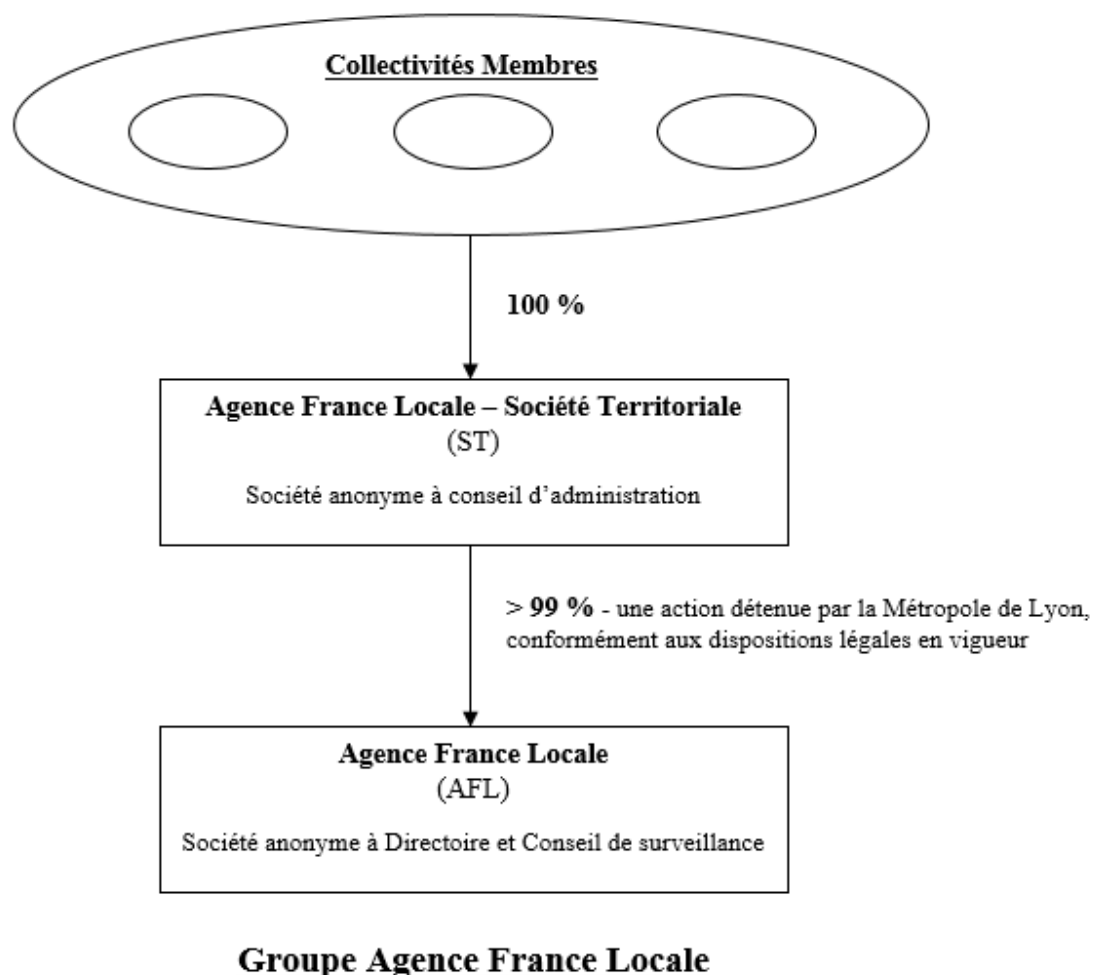 Collectivités Membres
100 %
Agence France Locale – Société Territoriale
(ST)
Société anonyme à conseil d’administration
> 99 % - une action détenue par la Métropole de Lyon,
conformément aux dispositions légales en vigueur
Agence France Locale
(AFL)
Société anonyme à Directoire et Conseil de surveillance
Groupe Agence France Locale